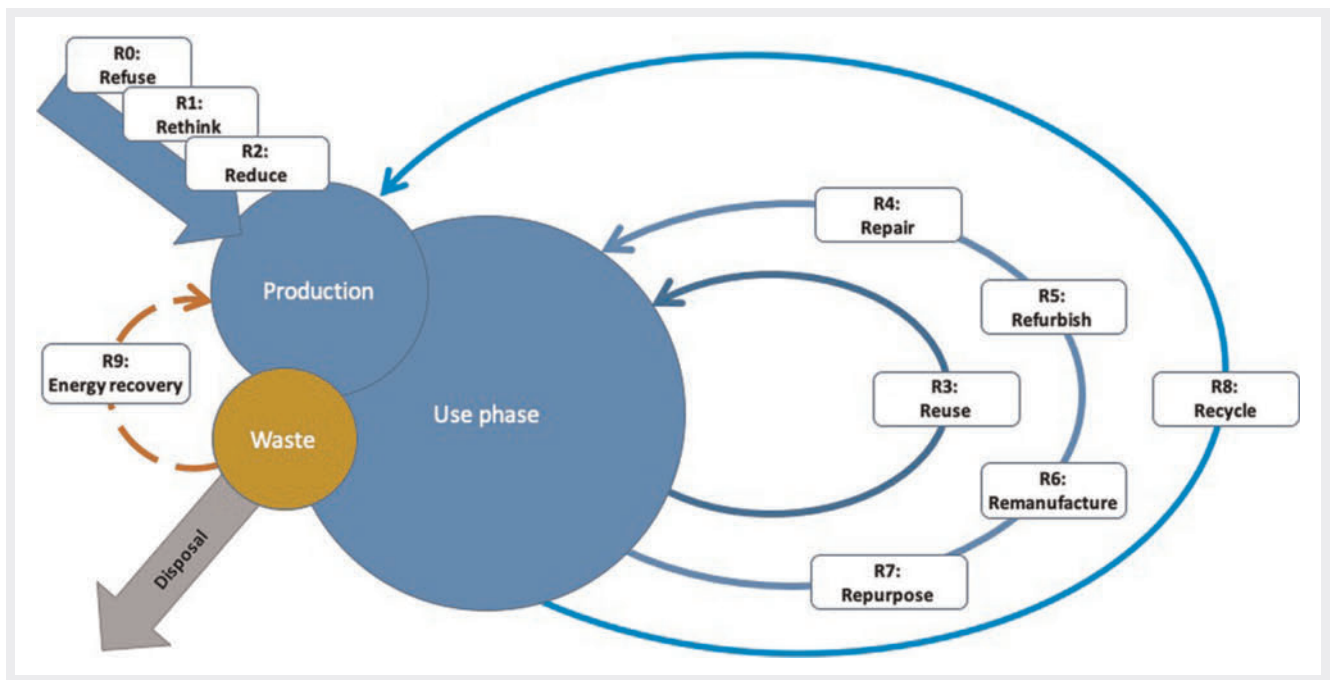 R0:
Refuse
R1:
Rethink
R2:
Reduce
Production
R9:
Energy recovery
Waste
Disposal
Use phase
R4:
Repair
R5:
Refurbish
R3:
Reuse
R8:
Recycle
R6:
Remanufacture
R7:
Repurpose